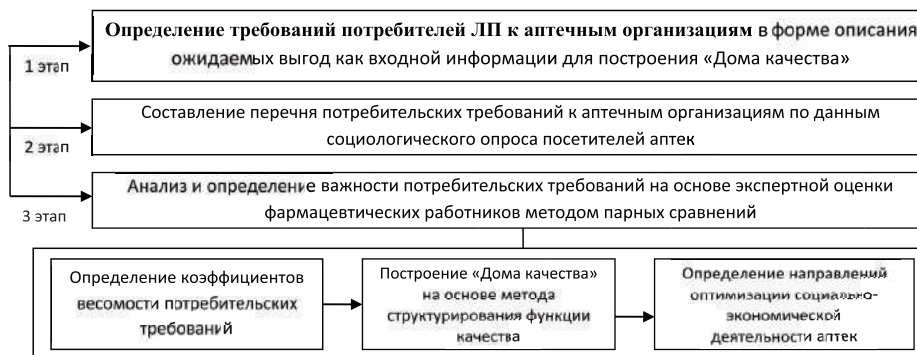 Определение требований потребителей ЛП к аптечным организациям в форме описания
ожидаемых выгод как входной информации для построения «Дома качества»
1 этап
Составление перечня потребительских требований к аптечным организациям по данным
социологического опроса посетителей аптек
2 этап
Анализ и определение важности потребительских требований на основе экспертной оценки
фармацевтических работников методом парных сравнений
3 этап
Определение коэффициентов
весомости потребительских
требований
Построение «Дома качества»
на основе метода
структурирования функции
качества
Определение направлений
оптимизации социально-
экономической
деятельности аптек